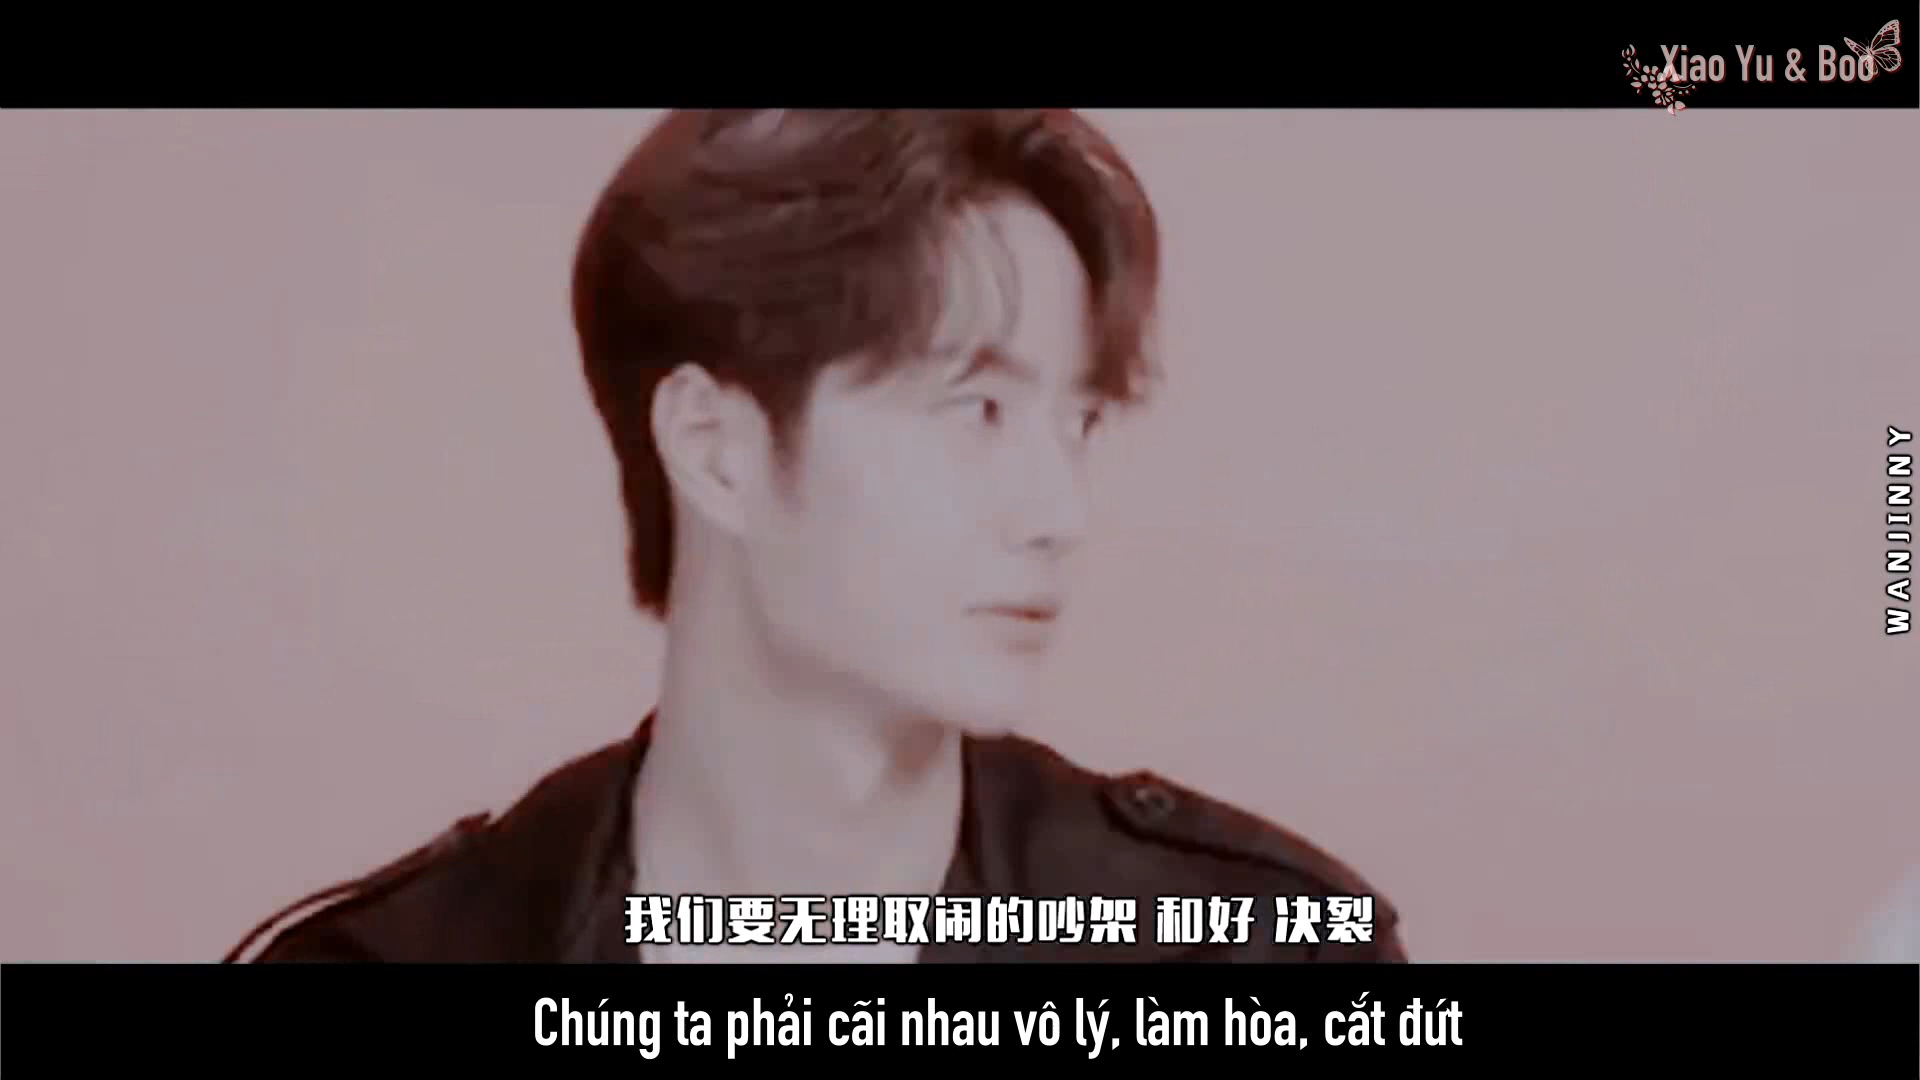 Xiao Yu & Boo
WANJINNY
我们要无理取闹的吵架 和好 决裂
Chúng ta phải cãi nhau vô lý, làm hòa, cắt đứt